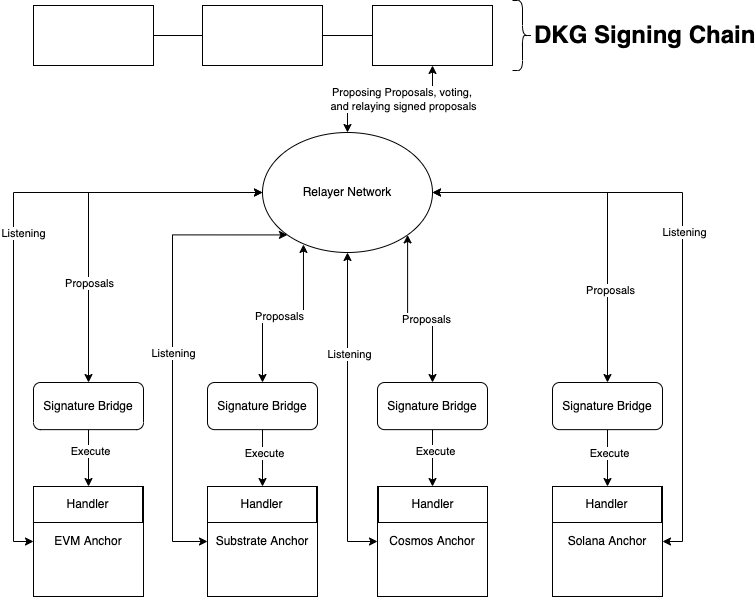 DKG Signing Chain
Proposing Proposals, voting,
and relaying signed proposals
Relayer Network
Listening
Listening
Proposals
Proposals
Proposals
Proposals
Listening
Listening
Signature Bridge
Signature Bridge
Signature Bridge
Signature Bridge
Execute
Execute
Execute
Execute
Handler
Handler
Handler
Handler
EVM Anchor
Substrate Anchor
Cosmos Anchor
Solana Anchor